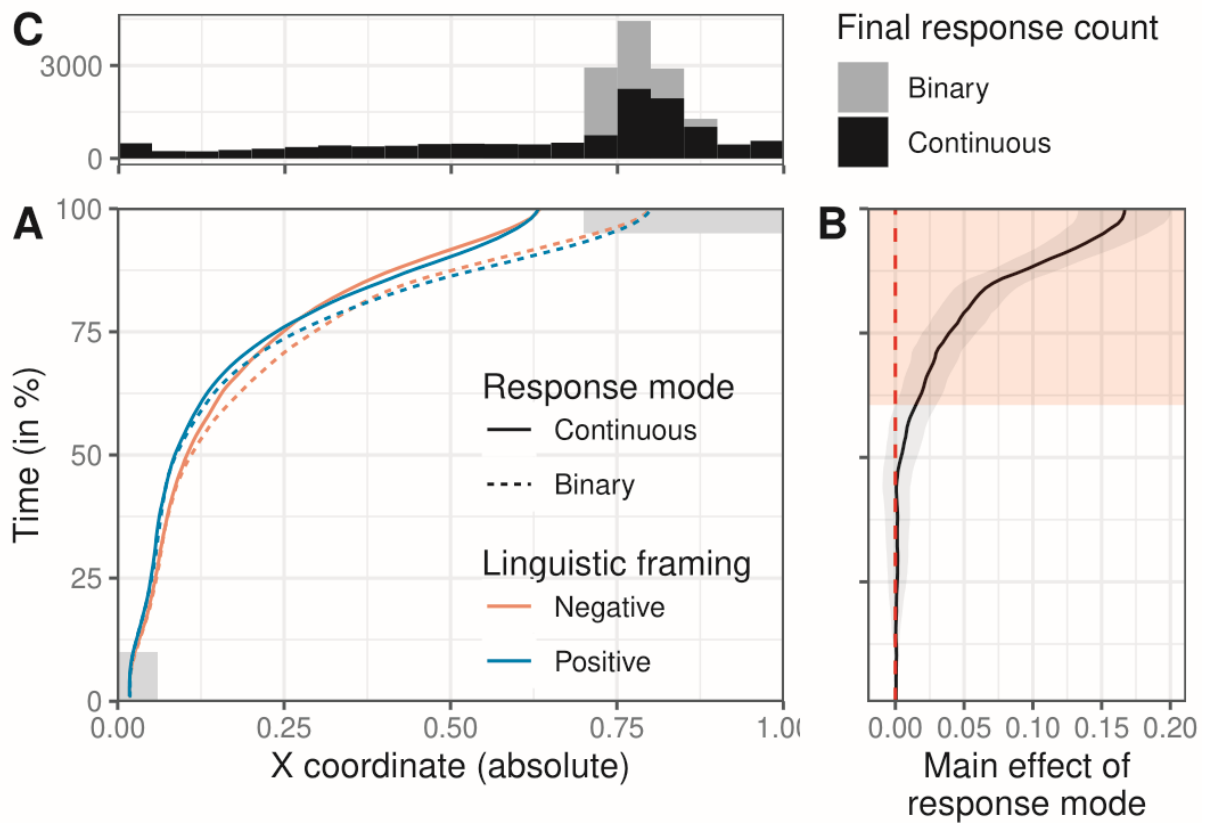 C
3000
0
Final response count
Binary
Continuous
A
100
75
50
25
0
Time (in %)
Response mode
Continuous
Binary
Linguistic framing
Negative
Positive
0.00
0.25
0.50
0.75
1.0
X coordinate (absolute)
B
0.00
0.05
0.10
0.15
0.20
Main effect of
response mode